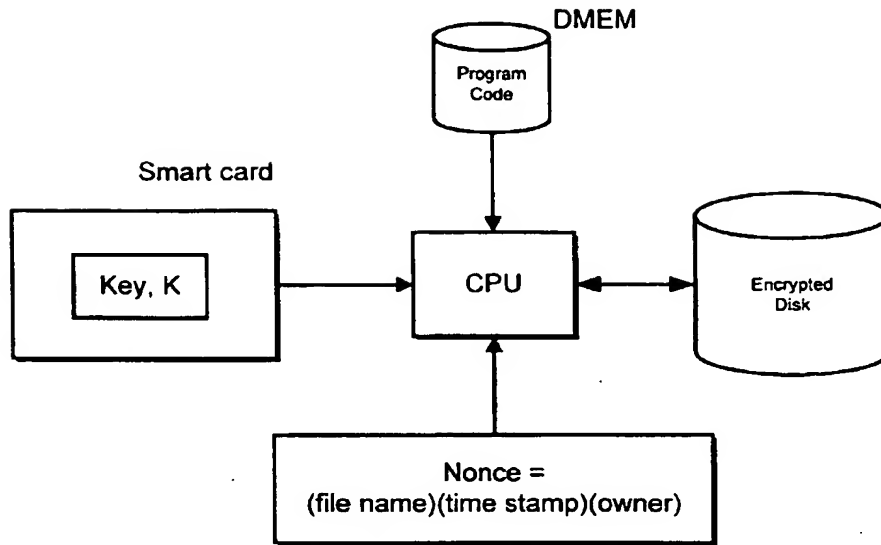 DMEM
Program
Code
Smart card
Key, K
CPU
Encrypted
Disk
Nonce =
(file name)(time stamp)(owner)